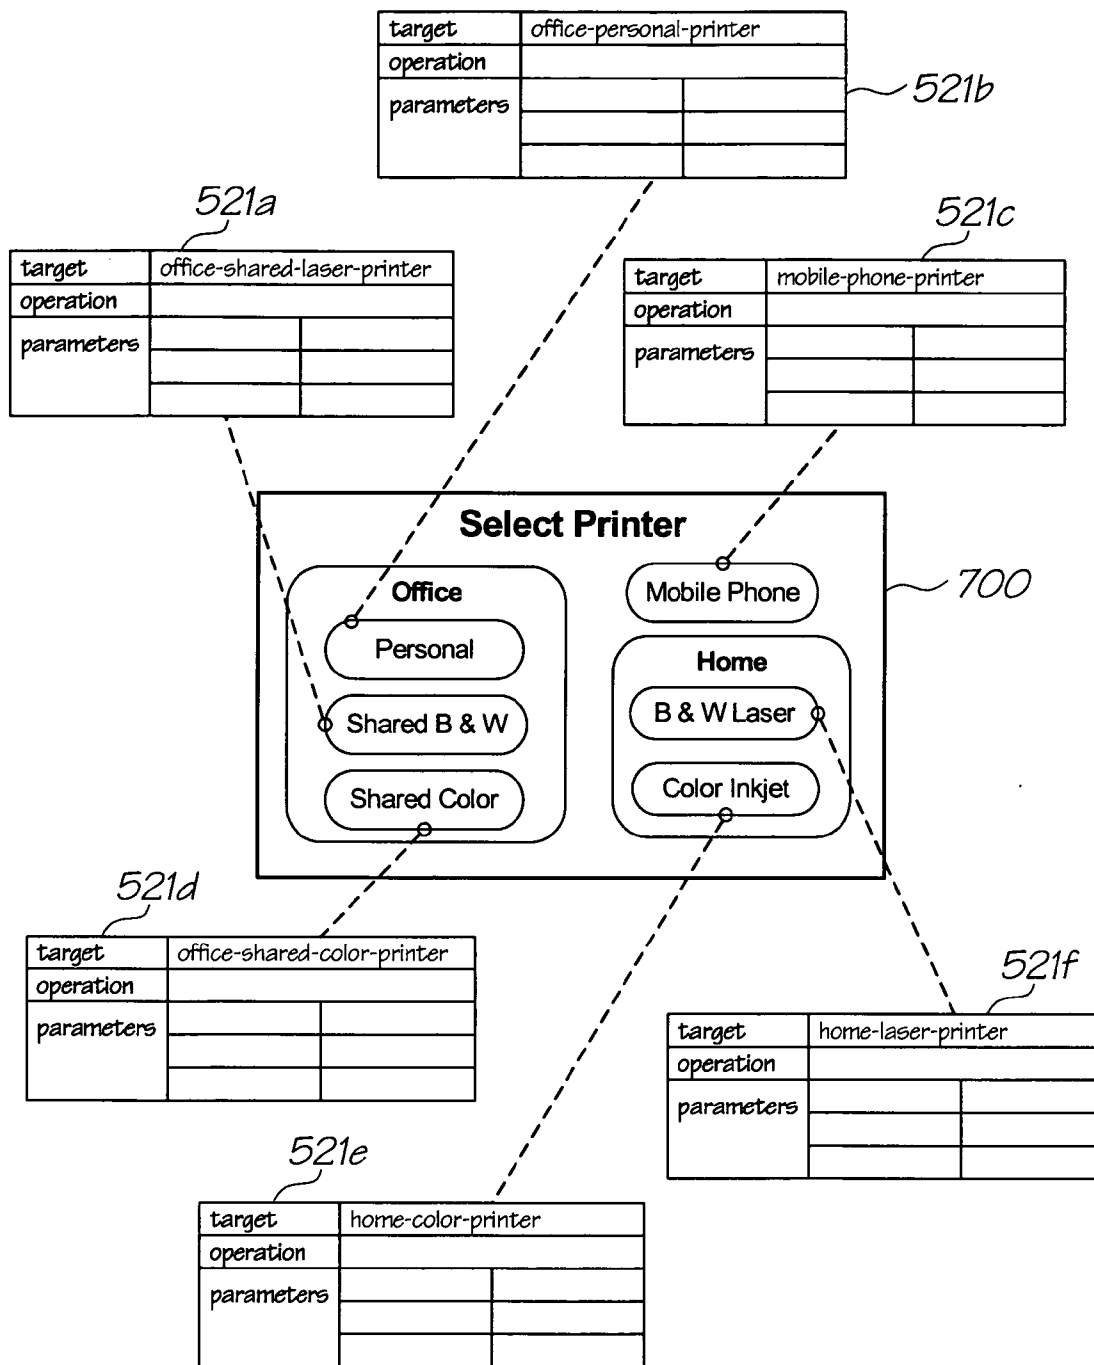 target office-personal-printer
operation
parameters
521b
521a
target office-shared-laser-printer
operation
parameters
521c
target mobile-phone-printer
operation
parameters
Select Printer
700
Office
Personal
Shared B & W
Shared Color
Mobile Phone
Home
B & W Laser
Color Inkjet
521d
target office-shared-color-printer
operation
parameters
521f
target home-laser-printer
operation
parameters
521e
target home-color-printer
operation
parameters